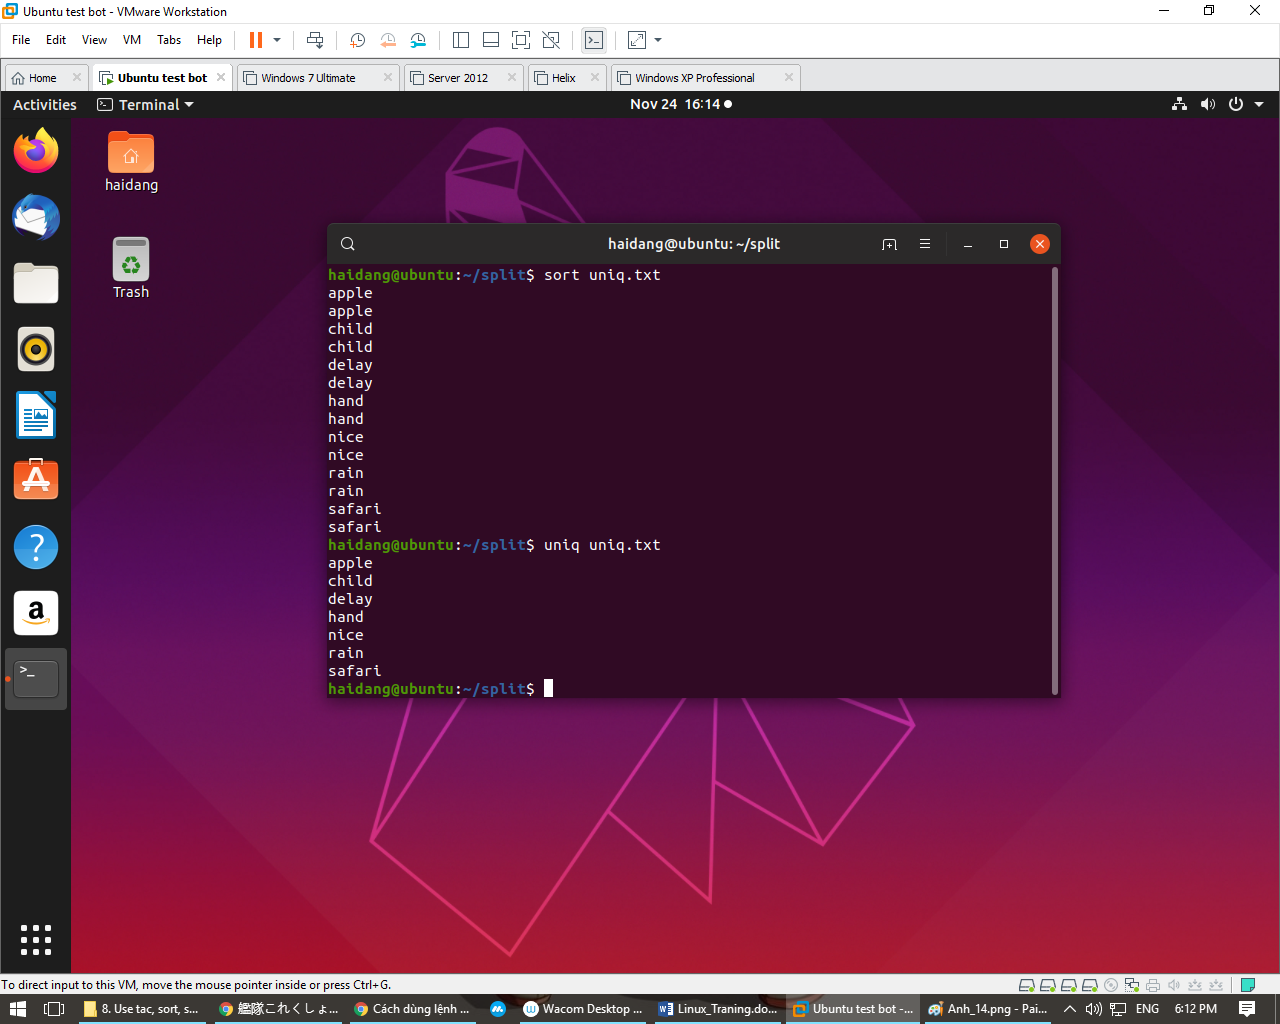 Ubuntu test bot - VMware Workstation
File Edit View VM Tabs Help
Home Ubuntu test bot Windows 7 Ultimate Server 2012 Helix Windows XP Professional
Activities Terminal Nov 24 16:14
haidang
Trash
haidang@ubuntu: ~/split
haidang@ubuntu:~/split$ sort uniq.txt
apple
apple
child
child
delay
delay
hand
hand
nice
nice
rain
rain
safari
safari
haidang@ubuntu:~/split$ uniq uniq.txt
apple
child
delay
hand
nice
rain
safari
haidang@ubuntu:~/split$
To direct input to this VM, move the mouse pointer inside or press Ctrl+G.
8. Use tac, sort, s... 艦隊これくしょ... Cách dùng lệnh ... Wacom Desktop ... Linux_Traning.do... Ubuntu test bot -... Anh_14.png - Pai... ENG 6:12 PM